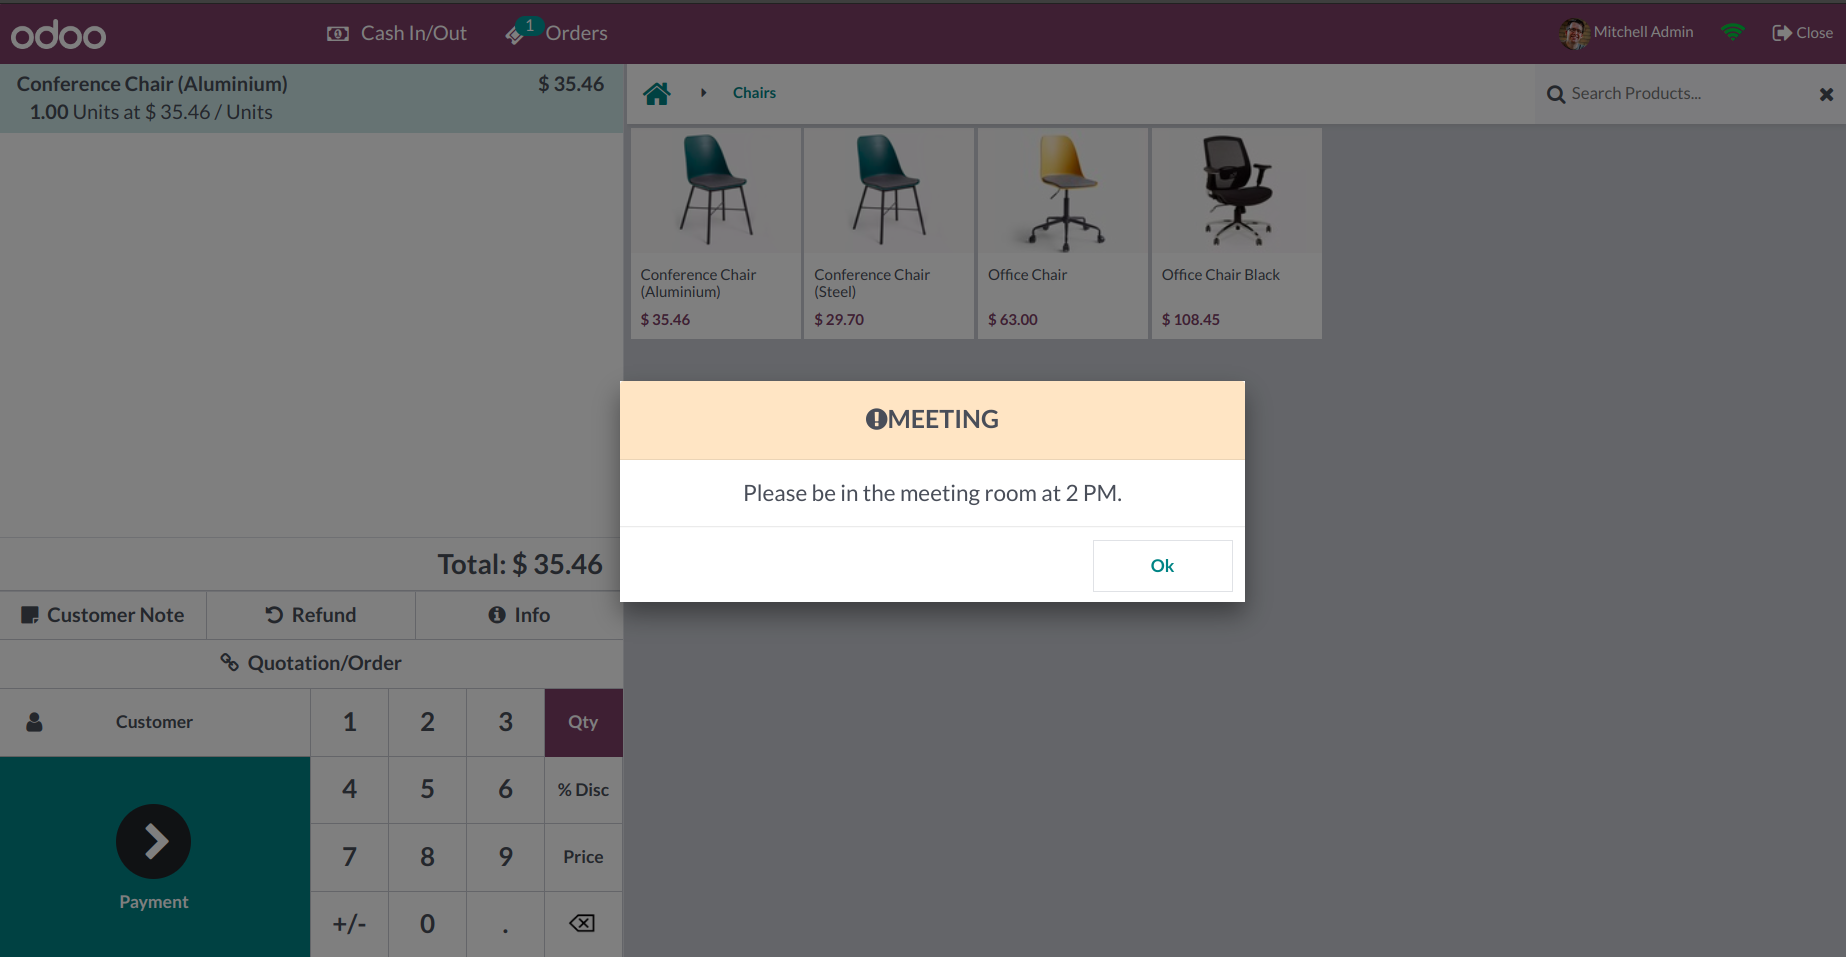 odoo
Cash In/Out
1
Orders
Mitchell Admin
Close
Conference Chair (Aluminium)
$ 35.46
1.00 Units at $ 35.46 / Units
Chairs
Search Products...
Conference Chair
(Aluminium)
$ 35.46
Conference Chair
(Steel)
$ 29.70
Office Chair
$ 63.00
Office Chair Black
$ 108.45
MEETING
Please be in the meeting room at 2 PM.
Ok
Total: $ 35.46
Customer Note
Refund
Info
Quotation/Order
Customer
1 2 3 Qty
4 5 6 % Disc
7 8 9 Price
+/- 0 .
Payment